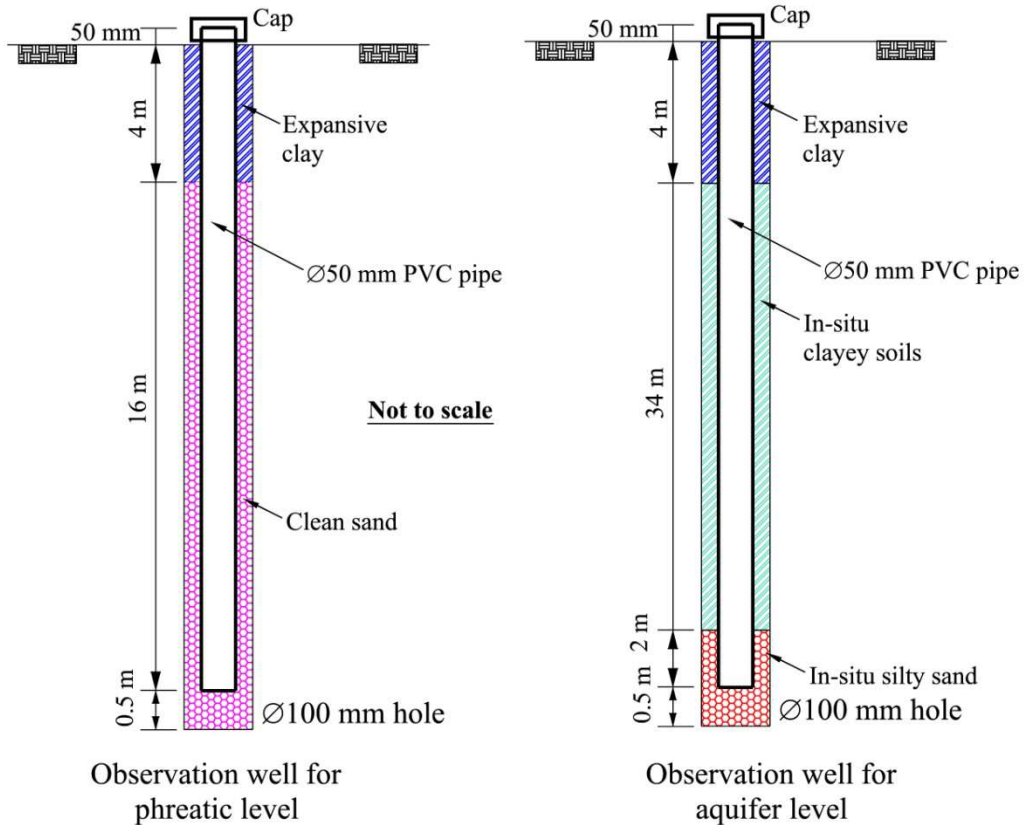 50 mm
Cap
4 m
Expansive
clay
∅50 mm PVC pipe
16 m
Clean sand
0.5 m
∅100 mm hole
Observation well for
phreatic level
Not to scale
50 mm
Cap
4 m
Expansive
clay
∅50 mm PVC pipe
In-situ
clayey soils
34 m
2 m
In-situ silty sand
0.5 m
∅100 mm hole
Observation well for
aquifer level